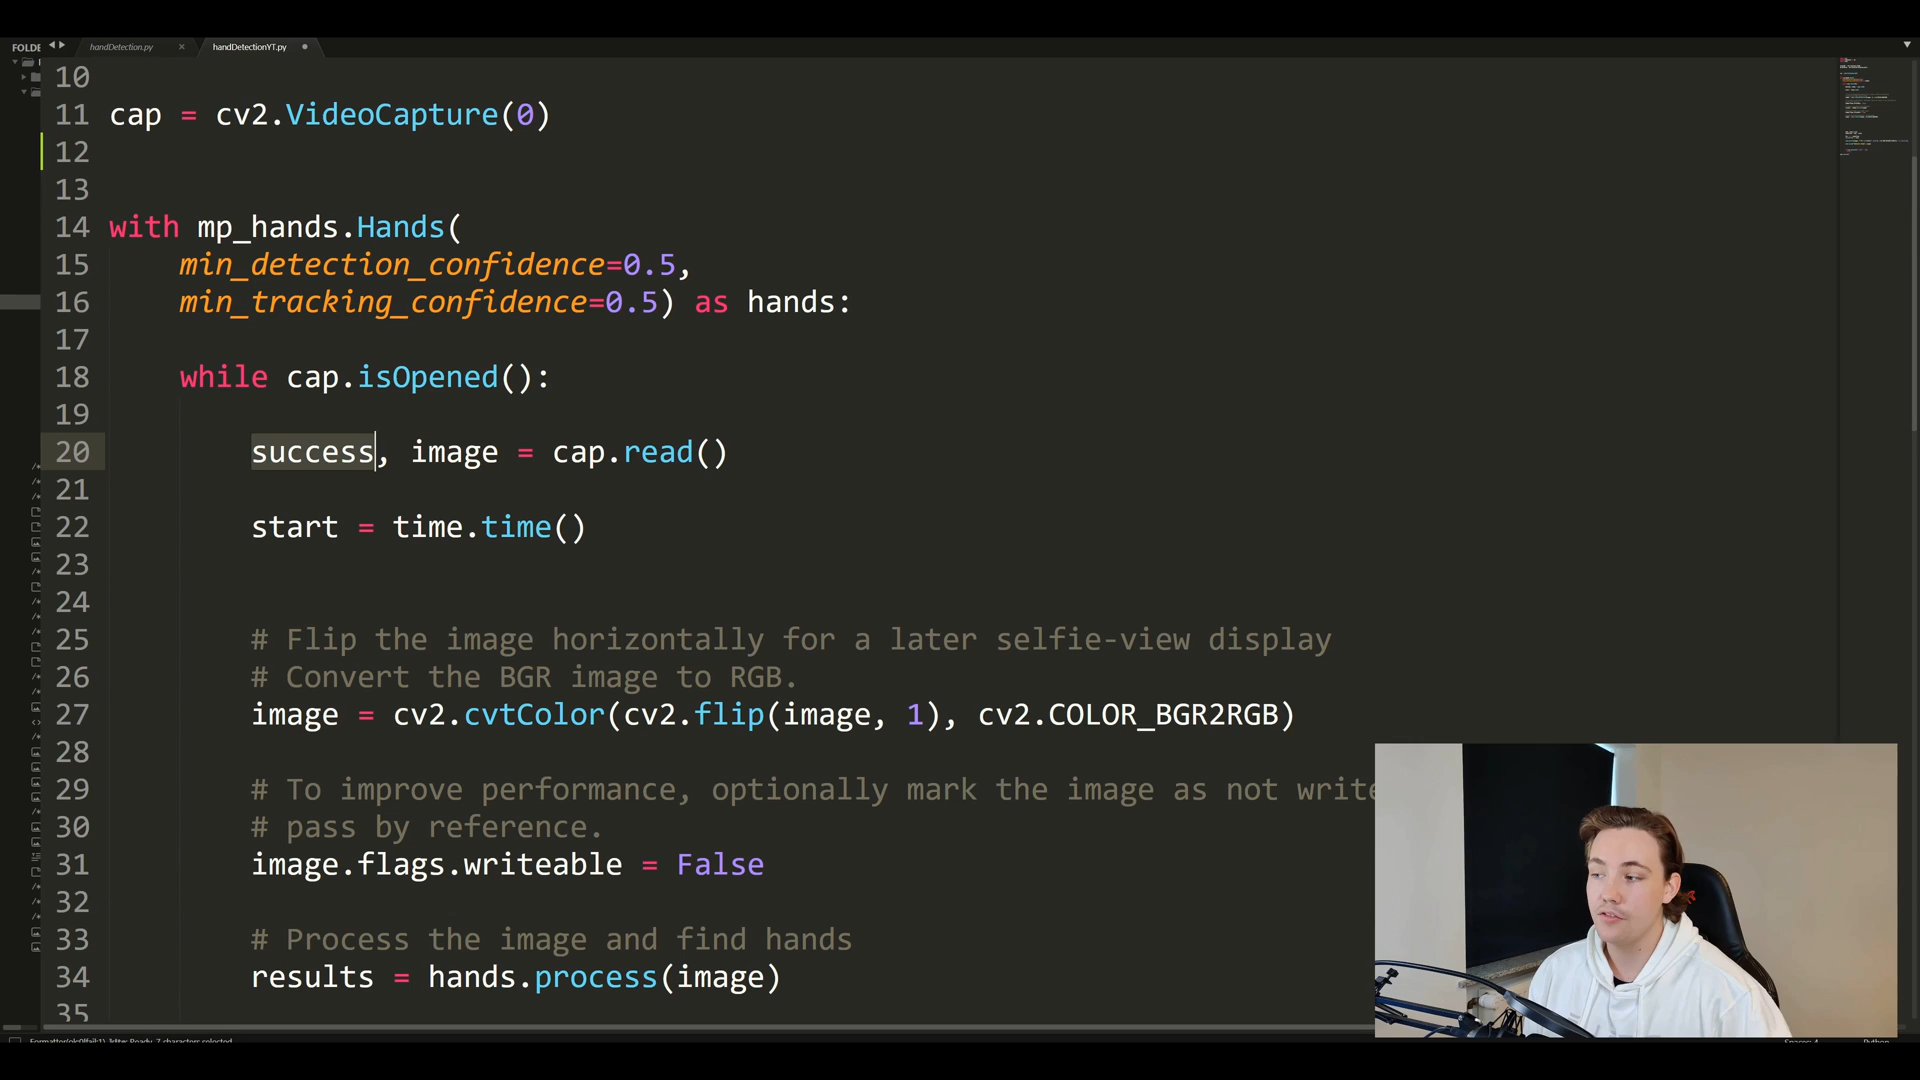 FOLDE
handDetection.py
handDetectionYT.py
10
11 cap = cv2.VideoCapture(0)
12
13
14 with mp_hands.Hands(
15 min_detection_confidence=0.5,
16 min_tracking_confidence=0.5) as hands:
17
18 while cap.isOpened():
19
20 success, image = cap.read()
21
22 start = time.time()
23
24
25 # Flip the image horizontally for a later selfie-view display
26 # Convert the BGR image to RGB.
27 image = cv2.cvtColor(cv2.flip(image, 1), cv2.COLOR_BGR2RGB)
28
29 # To improve performance, optionally mark the image as not write
30 # pass by reference.
31 image.flags.writeable = False
32
33 # Process the image and find hands
34 results = hands.process(image)
35